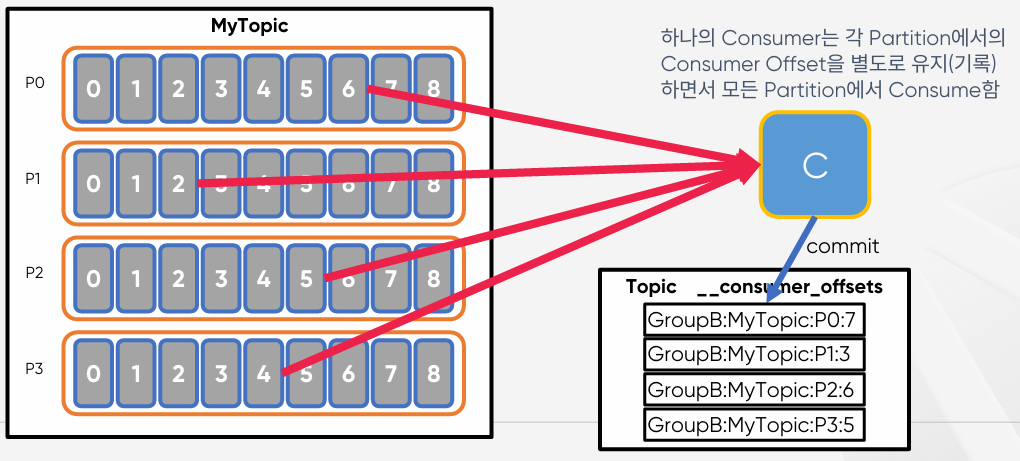 MyTopic
P0
0 1 2 3 4 5 6 7 8
P1
0 1 2 3 4 5 6 7 8
P2
0 1 2 3 4 5 6 7 8
P3
0 1 2 3 4 5 6 7 8
하나의 Consumer는 각 Partition에서의
Consumer Offset을 별도로 유지(기록)
하면서 모든 Partition에서 Consume함
C
commit
Topic __consumer_offsets
GroupB:MyTopic:P0:7
GroupB:MyTopic:P1:3
GroupB:MyTopic:P2:6
GroupB:MyTopic:P3:5